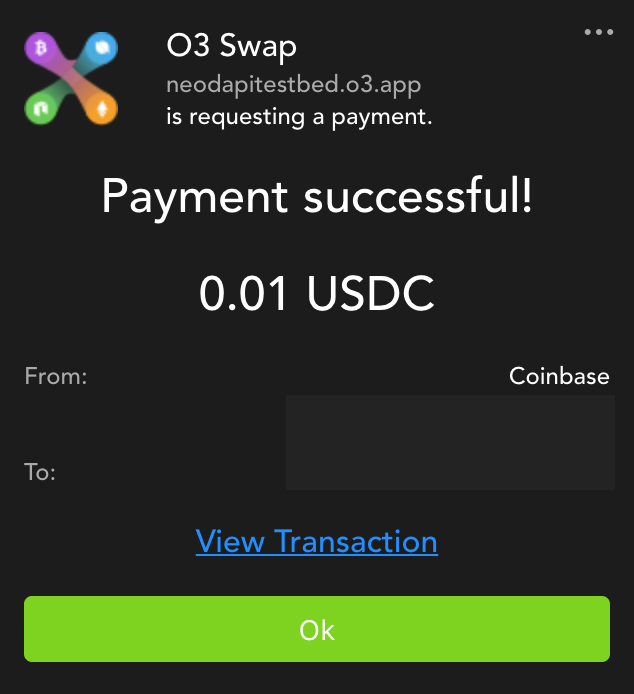 O3 Swap
neodapitestbed.o3.app
is requesting a payment.
Payment successful!
0.01 USDC
From: Coinbase
To:
View Transaction
Ok